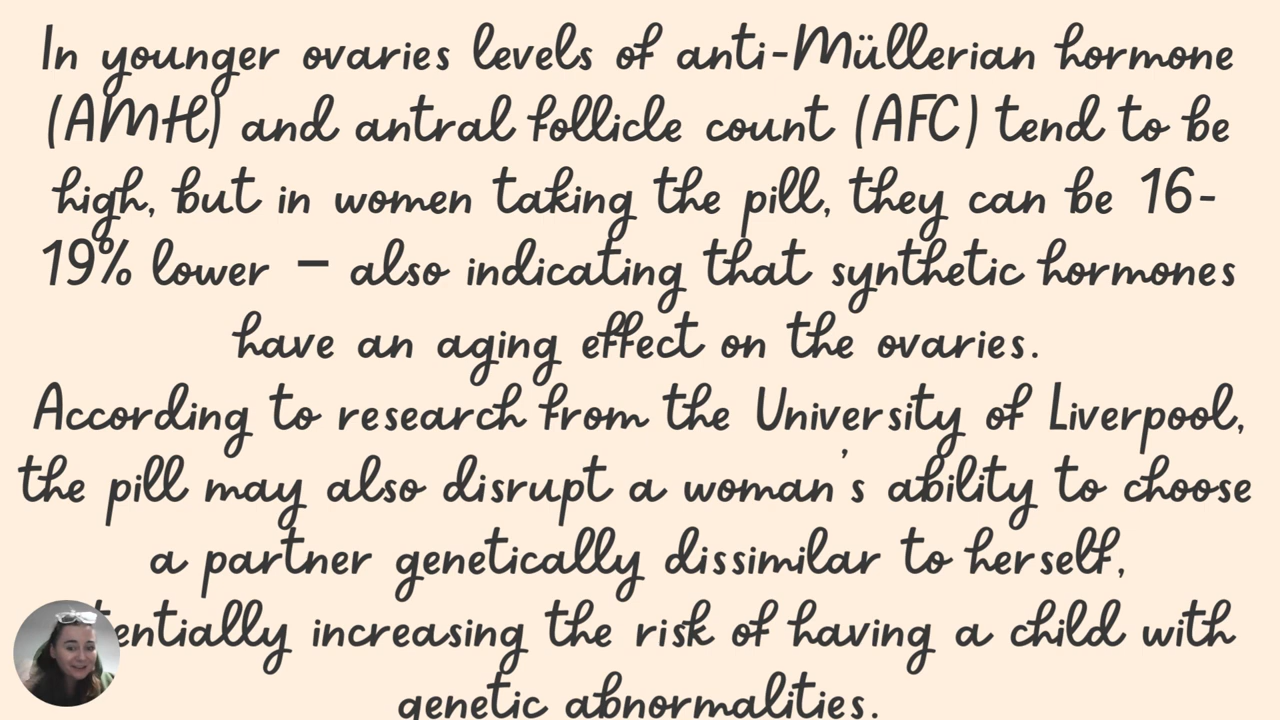 In younger ovaries levels of anti-Müllerian hormone
(AMH) and antral follicle count (AFC) tend to be
high, but in women taking the pill, they can be 16-
19% lower – also indicating that synthetic hormones
have an aging effect on the ovaries.
According to research from the University of Liverpool,
the pill may also disrupt a woman's ability to choose
a partner genetically dissimilar to herself,
increasing the risk of having a child with
genetic abnormalities.